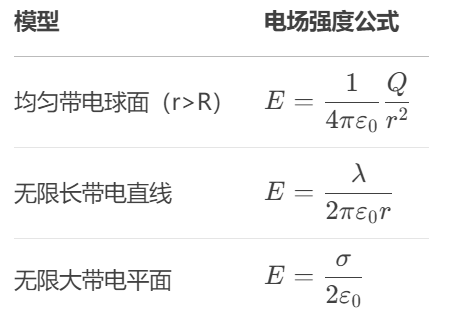 模型 电场强度公式
均匀带电球面（r>R） $E = \frac{1}{4\pi\varepsilon_0}\frac{Q}{r^2}$
无限长带电直线 $E = \frac{\lambda}{2\pi\varepsilon_0 r}$
无限大带电平面 $E = \frac{\sigma}{2\varepsilon_0}$